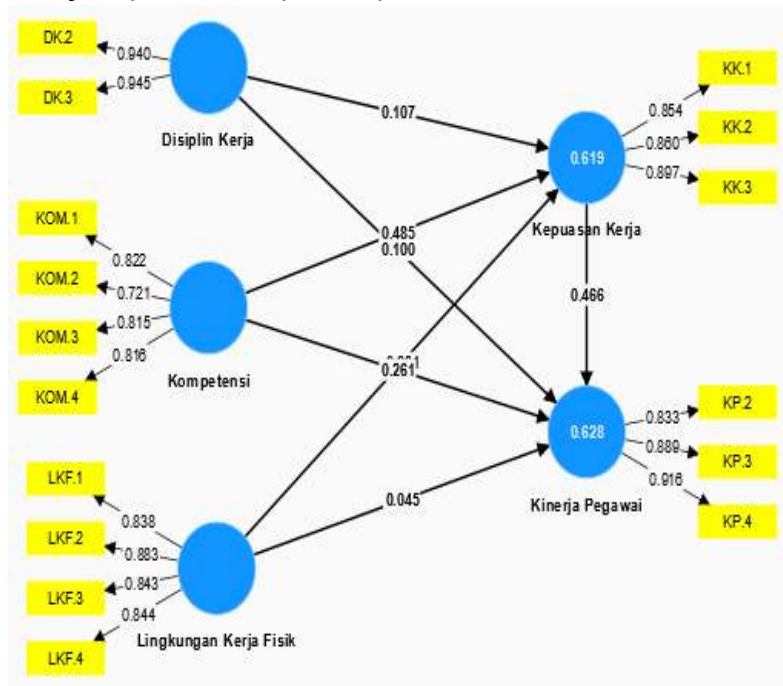 DK.2
0.940
DK.3
0.945
Disiplin Kerja
0.107
KK.1
0.854
KK.2
0.860
KK.3
0.897
0.619
Kepuasan Kerja
KOM.1
0.822
KOM.2
0.721
KOM.3
0.815
KOM.4
0.816
Kompetensi
0.485
0.100
0.466
0.261
KP.2
0.833
KP.3
0.889
KP.4
0.916
0.628
Kinerja Pegawai
LKF.1
0.838
LKF.2
0.883
LKF.3
0.843
LKF.4
0.844
0.045
Lingkungan Kerja Fisik